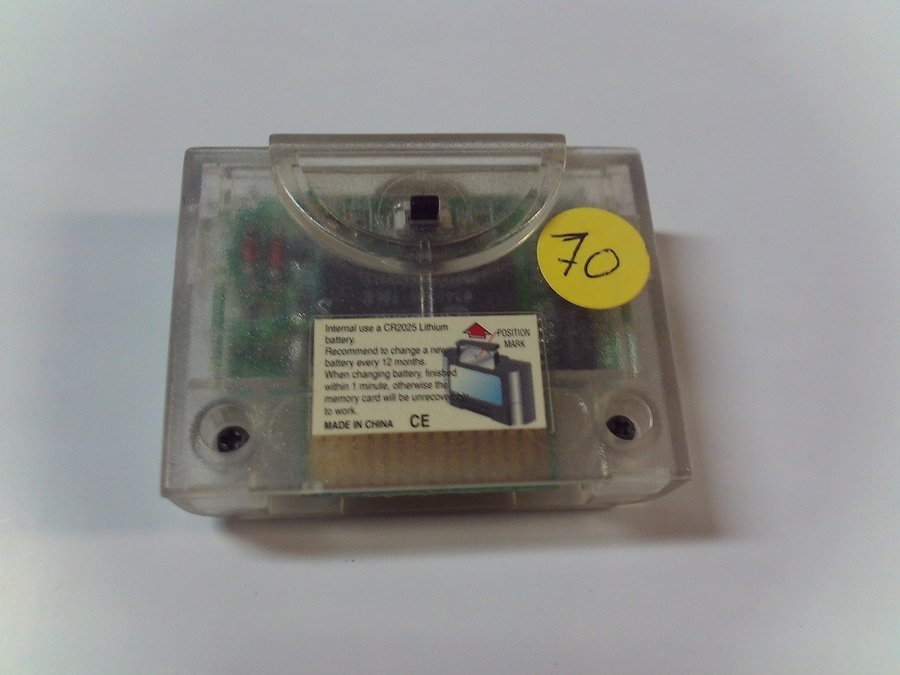 70
Internal use a CR2025 Lithium
battery.
Recommend to change a new
battery every 12 months.
When changing battery, finished
within 1 minute, otherwise the
memory card will be unrecoverable
to work.
MADE IN CHINA CE
POSITION
MARK